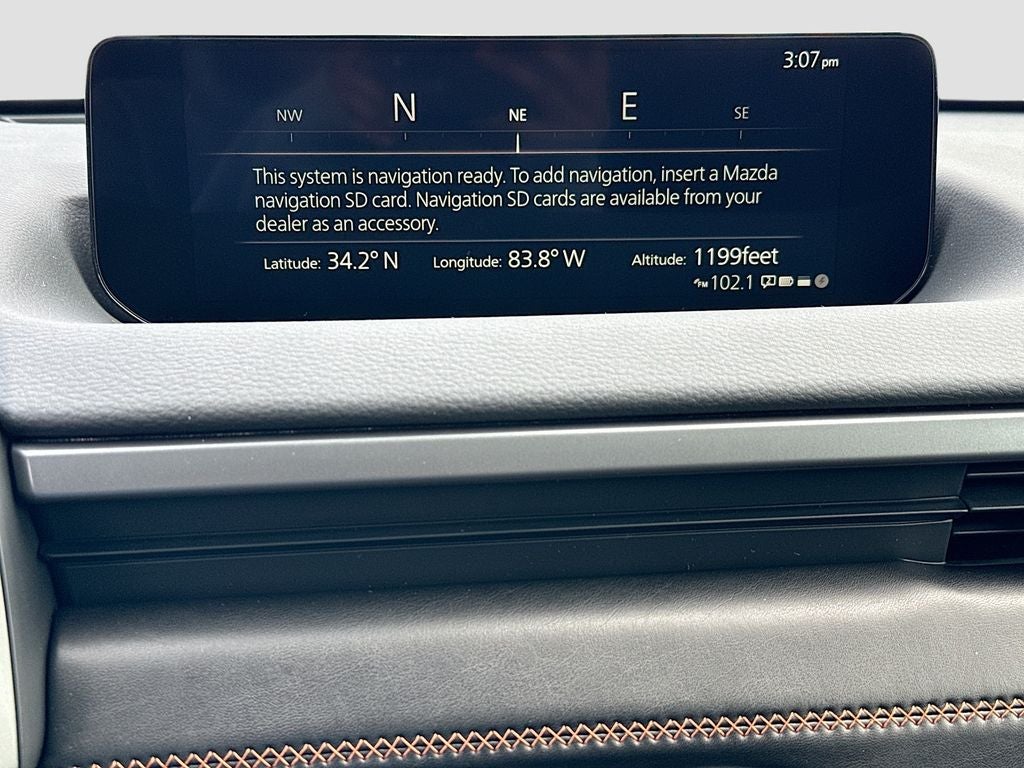 3:07pm
NW N NE E SE
This system is navigation ready. To add navigation, insert a Mazda
navigation SD card. Navigation SD cards are available from your
dealer as an accessory.
Latitude: 34.2° N Longitude: 83.8° W Altitude: 1199feet
FM 102.1